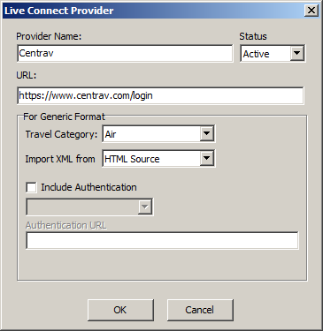 Live Connect Provider
Provider Name: Status
Centrav Active
URL:
https://www.centrav.com/login
For Generic Format
Travel Category: Air
Import XML from HTML Source
Include Authentication
Authentication URL
OK Cancel